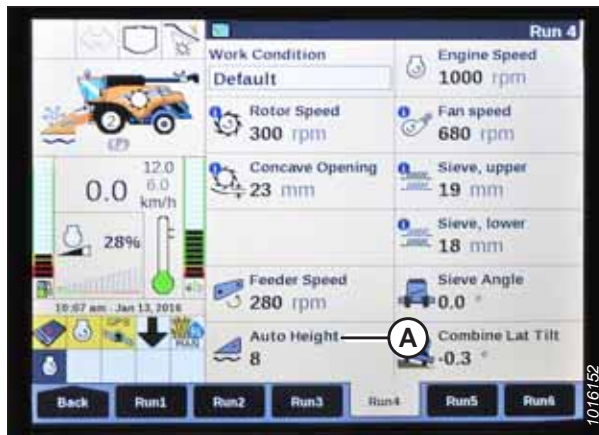 Run 4
Work Condition
Default
Engine Speed
1000 rpm
Rotor Speed
300 rpm
Fan speed
680 rpm
Concave Opening
23 mm
Sieve, upper
19 mm
Sieve, lower
18 mm
Feeder Speed
280 rpm
Sieve Angle
0.0 °
Auto Height
8
A
Combine Lat Tilt
-0.3 °
2
(P)
0.0
12.0
6.0
km/h
28%
10:07 am Jan 13, 2016
GPS
Back
Run1
Run2
Run3
Run4
Run5
Run6
1016152